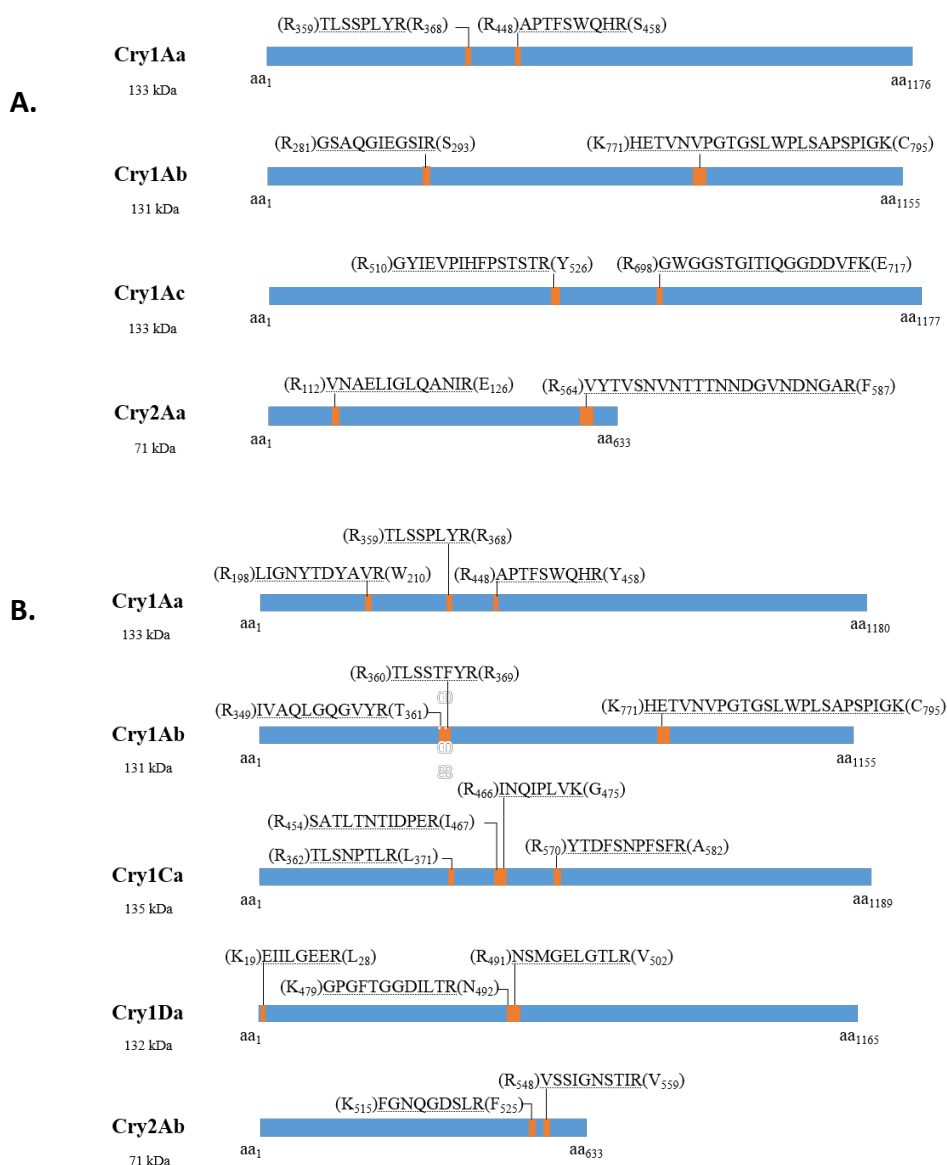 A.
(R359)TLSSPLYR(R368) (R448)APTFSWQHR(S458)
Cry1Aa
133 kDa
aa1 aa1176
(R281)GSAQGIEGSIR(S293) (K771)HETVNVPGTGSLWPLSAPSPIGK(C795)
Cry1Ab
131 kDa
aa1 aa1155
(R510)GYIEVPIHFPSTSTR(Y526) (R698)GWGGSTGITIQGGDDVFK(E717)
Cry1Ac
133 kDa
aa1 aa1177
(R112)VNAELIGLQANIR(E126) (R564)VYTVSNVNTTTNNDGVNDNGAR(F587)
Cry2Aa
71 kDa
aa1 aa633
B.
(R359)TLSSPLYR(R368)
(R198)LIGNYTDYAVR(W210) (R448)APTFSWQHR(Y458)
Cry1Aa
133 kDa
aa1 aa1180
(R360)TLSSTFYR(R369)
(R349)IVAQLGQGVYR(T361) (K771)HETVNVPGTGSLWPLSAPSPIGK(C795)
Cry1Ab
131 kDa
aa1 aa1155
(R466)INQIPLVK(G475)
(R454)SATLTNTIDPER(I467)
(R362)TLSNPTLR(L371) (R570)YTDFSNPFSFR(A582)
Cry1Ca
135 kDa
aa1 aa1189
(K19)EIILGEER(L28) (R491)NSMGELGTLR(V502)
(K479)GPGFTGGDILTR(N492)
Cry1Da
132 kDa
aa1 aa1165
(R548)VSSIGNSTIR(V559)
(K515)FGNQGDSLR(F525)
Cry2Ab
71 kDa
aa1 aa633